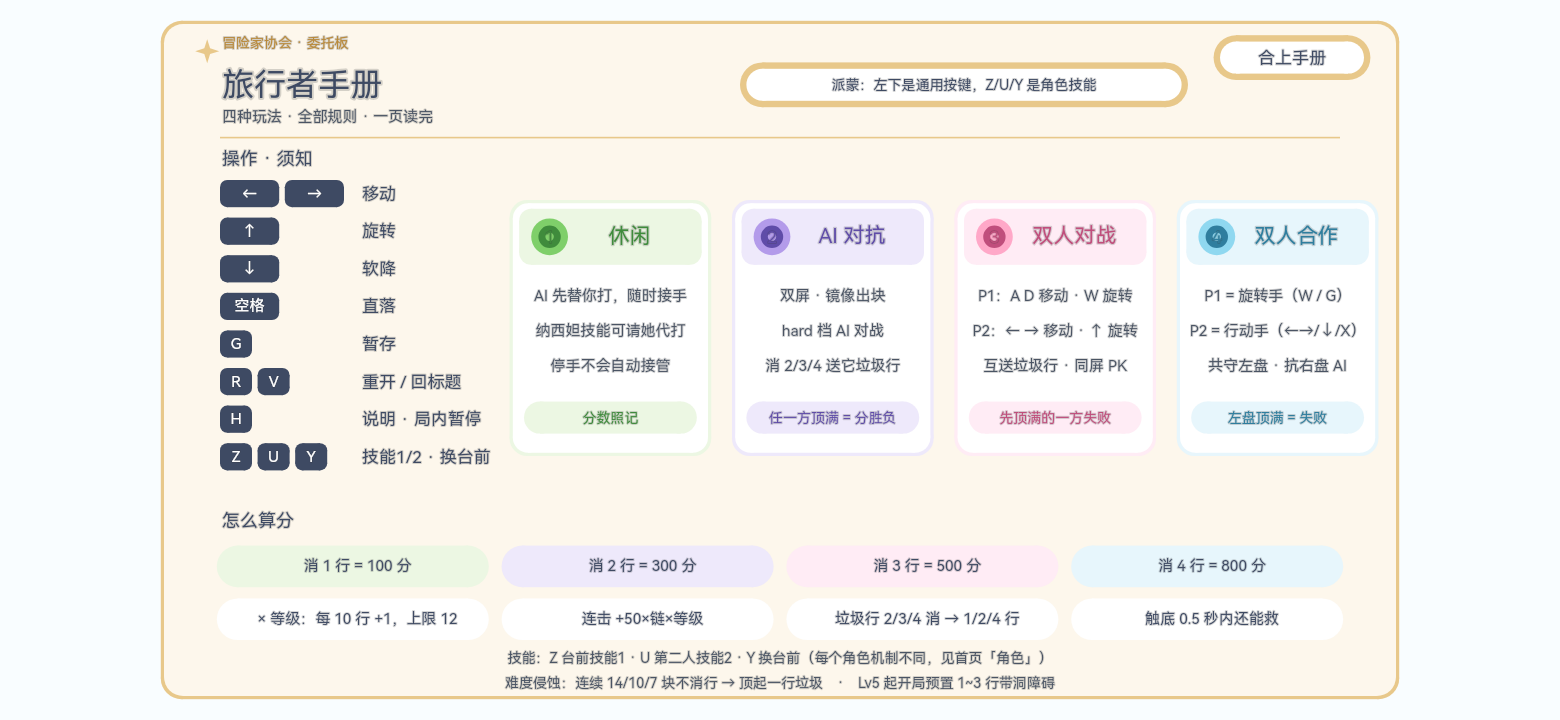 冒险家协会 · 委托板
旅行者手册
四种玩法 · 全部规则 · 一页读完
派蒙：左下是通用按键，Z/U/Y 是角色技能
合上手册
操作 · 须知
← → 移动
↑ 旋转
↓ 软降
空格 直落
G 暂存
R V 重开 / 回标题
H 说明 · 局内暂停
Z U Y 技能1/2 · 换台前
休闲
AI 先替你打，随时接手
纳西妲技能可请她代打
停手不会自动接管
分数照记
AI 对抗
双屏 · 镜像出块
hard 档 AI 对战
消 2/3/4 送它垃圾行
任一方顶满 = 分胜负
双人对战
P1：A D 移动 · W 旋转
P2：← → 移动 · ↑ 旋转
互送垃圾行 · 同屏 PK
先顶满的一方失败
双人合作
P1 = 旋转手（W / G）
P2 = 行动手（←→/↓/X）
共守左盘 · 抗右盘 AI
左盘顶满 = 失败
怎么算分
消 1 行 = 100 分
消 2 行 = 300 分
消 3 行 = 500 分
消 4 行 = 800 分
× 等级：每 10 行 +1，上限 12
连击 +50×链×等级
垃圾行 2/3/4 消 → 1/2/4 行
触底 0.5 秒内还能救
技能：Z 台前技能1 · U 第二人技能2 · Y 换台前（每个角色机制不同，见首页「角色」）
难度侵蚀：连续 14/10/7 块不消行 → 顶起一行垃圾 · Lv5 起开局预置 1~3 行带洞障碍